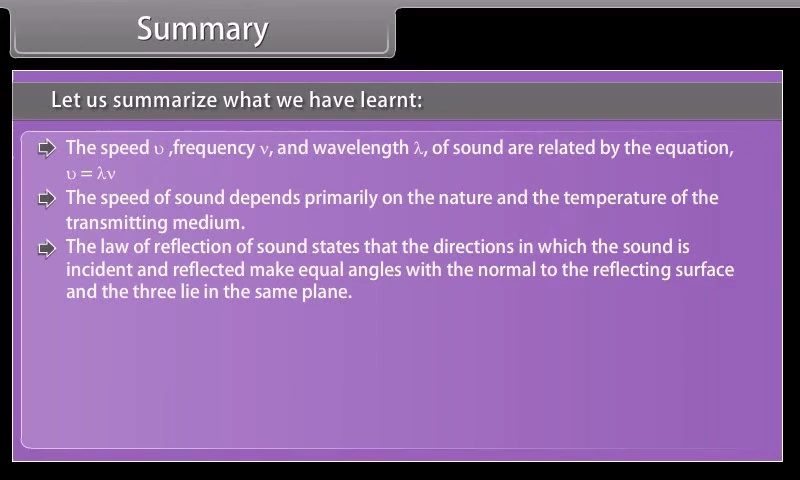 Summary
Let us summarize what we have learnt:
The speed υ ,frequency ν, and wavelength λ, of sound are related by the equation,
υ = λν
The speed of sound depends primarily on the nature and the temperature of the
transmitting medium.
The law of reflection of sound states that the directions in which the sound is
incident and reflected make equal angles with the normal to the reflecting surface
and the three lie in the same plane.